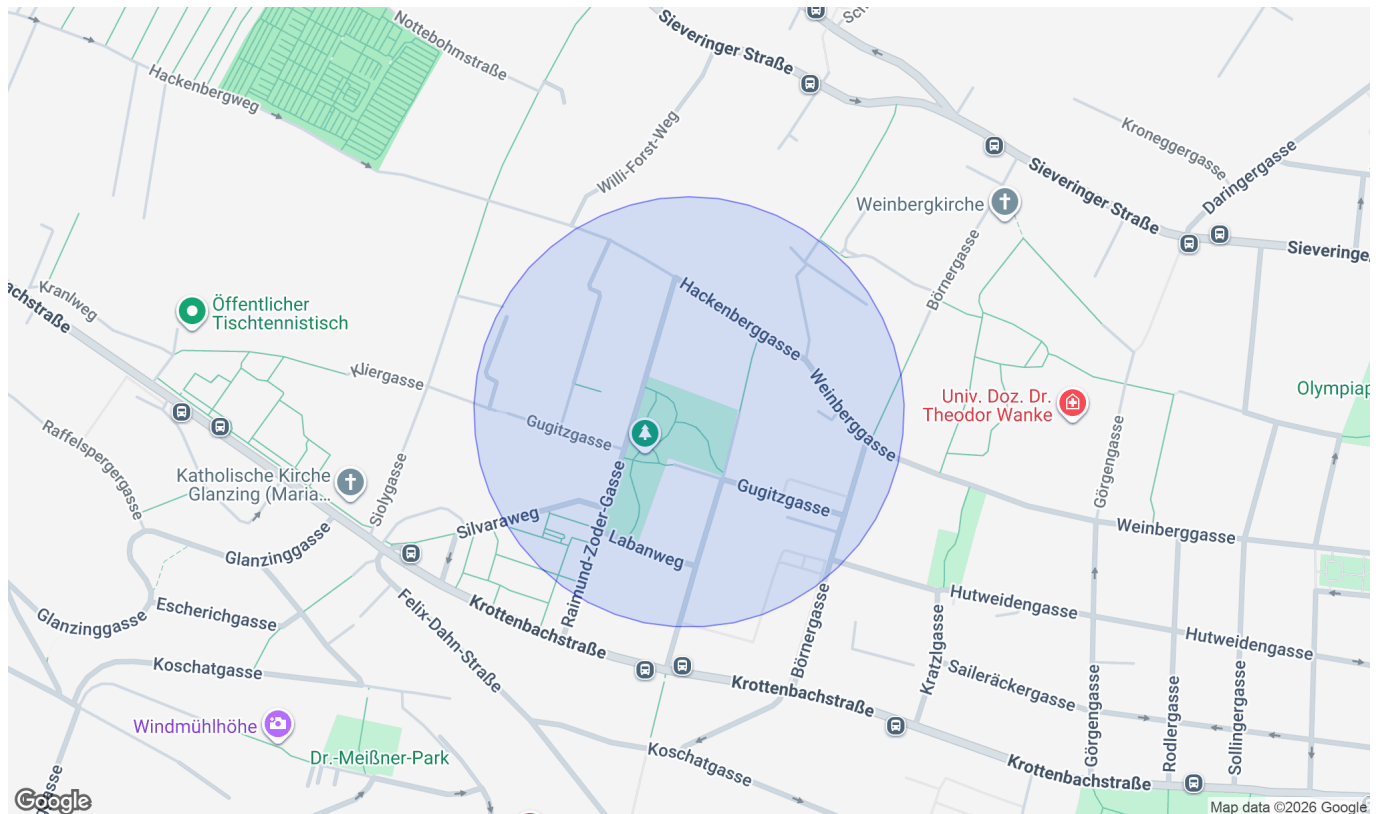 Nottebohmstraße
Sieveringer Straße
Hackenbergweg
Willi-Forst-Weg
Kroneggergasse
Daringergasse
Sieveringer Straße
Weinbergkirche
Börnergasse
Kranlweg
Öffentlicher
Tischtennistisch
Hackenberggasse
Kliergasse
Weinberggasse
Univ. Doz. Dr.
Theodor Wanke
Gugitzgasse
Raffelspergergasse
Katholische Kirche
Glanzing (Maria...
Siolygasse
Raimund-Zoder-Gasse
Gugitzgasse
Görgengasse
Silvaraweg
Labanweg
Weinberggasse
Glanzinggasse
Glanzinggasse
Escherichgasse
Felix-Dahn-Straße
Krottenbachstraße
Börnergasse
Hutweidengasse
Kratzlgasse
Hutweidengasse
Koschatgasse
Saileräckergasse
Krottenbachstraße
Görgengasse
Rodlergasse
Sollingergasse
Windmühlhöhe
Dr.-Meißner-Park
Koschatgasse
Krottenbachstraße
Google
Map data ©2026 Google